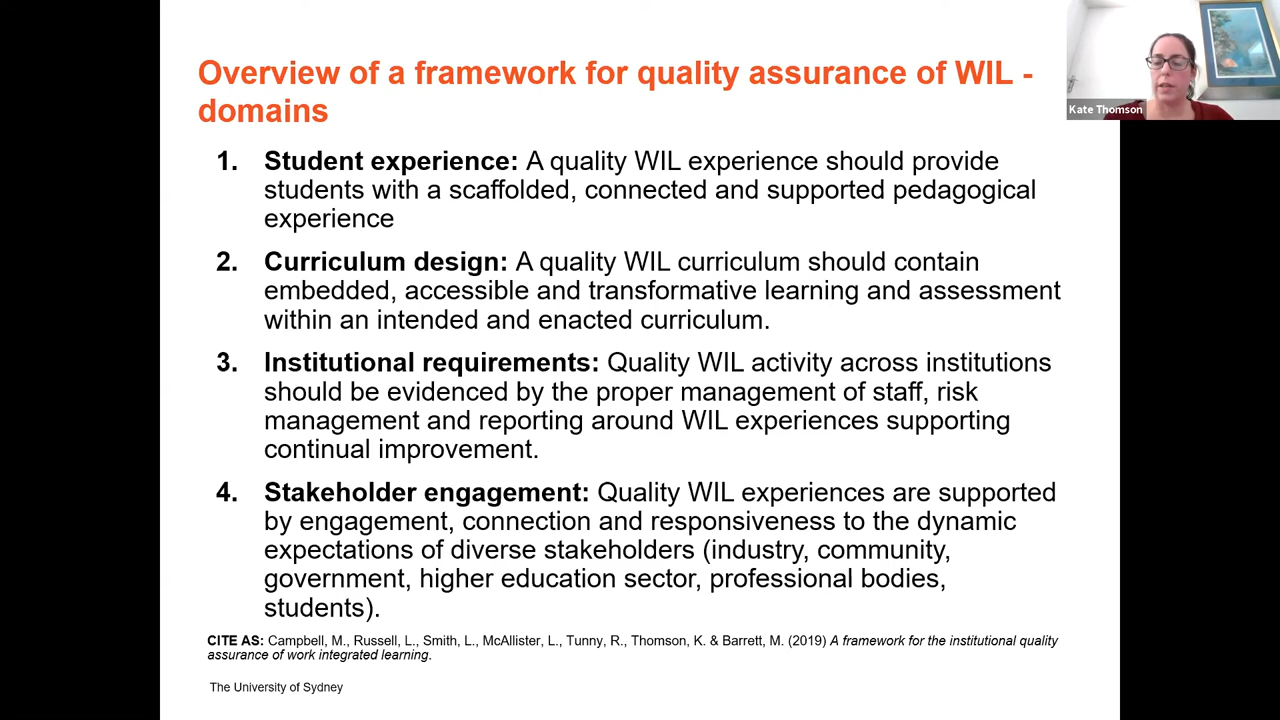 Overview of a framework for quality assurance of WIL -
domains
Kate Thomson
1. Student experience: A quality WIL experience should provide
students with a scaffolded, connected and supported pedagogical
experience
2. Curriculum design: A quality WIL curriculum should contain
embedded, accessible and transformative learning and assessment
within an intended and enacted curriculum.
3. Institutional requirements: Quality WIL activity across institutions
should be evidenced by the proper management of staff, risk
management and reporting around WIL experiences supporting
continual improvement.
4. Stakeholder engagement: Quality WIL experiences are supported
by engagement, connection and responsiveness to the dynamic
expectations of diverse stakeholders (industry, community,
government, higher education sector, professional bodies,
students).
CITE AS: Campbell, M., Russell, L., Smith, L., McAllister, L., Tunny, R., Thomson, K. & Barrett, M. (2019) A framework for the institutional quality
assurance of work integrated learning.
The University of Sydney